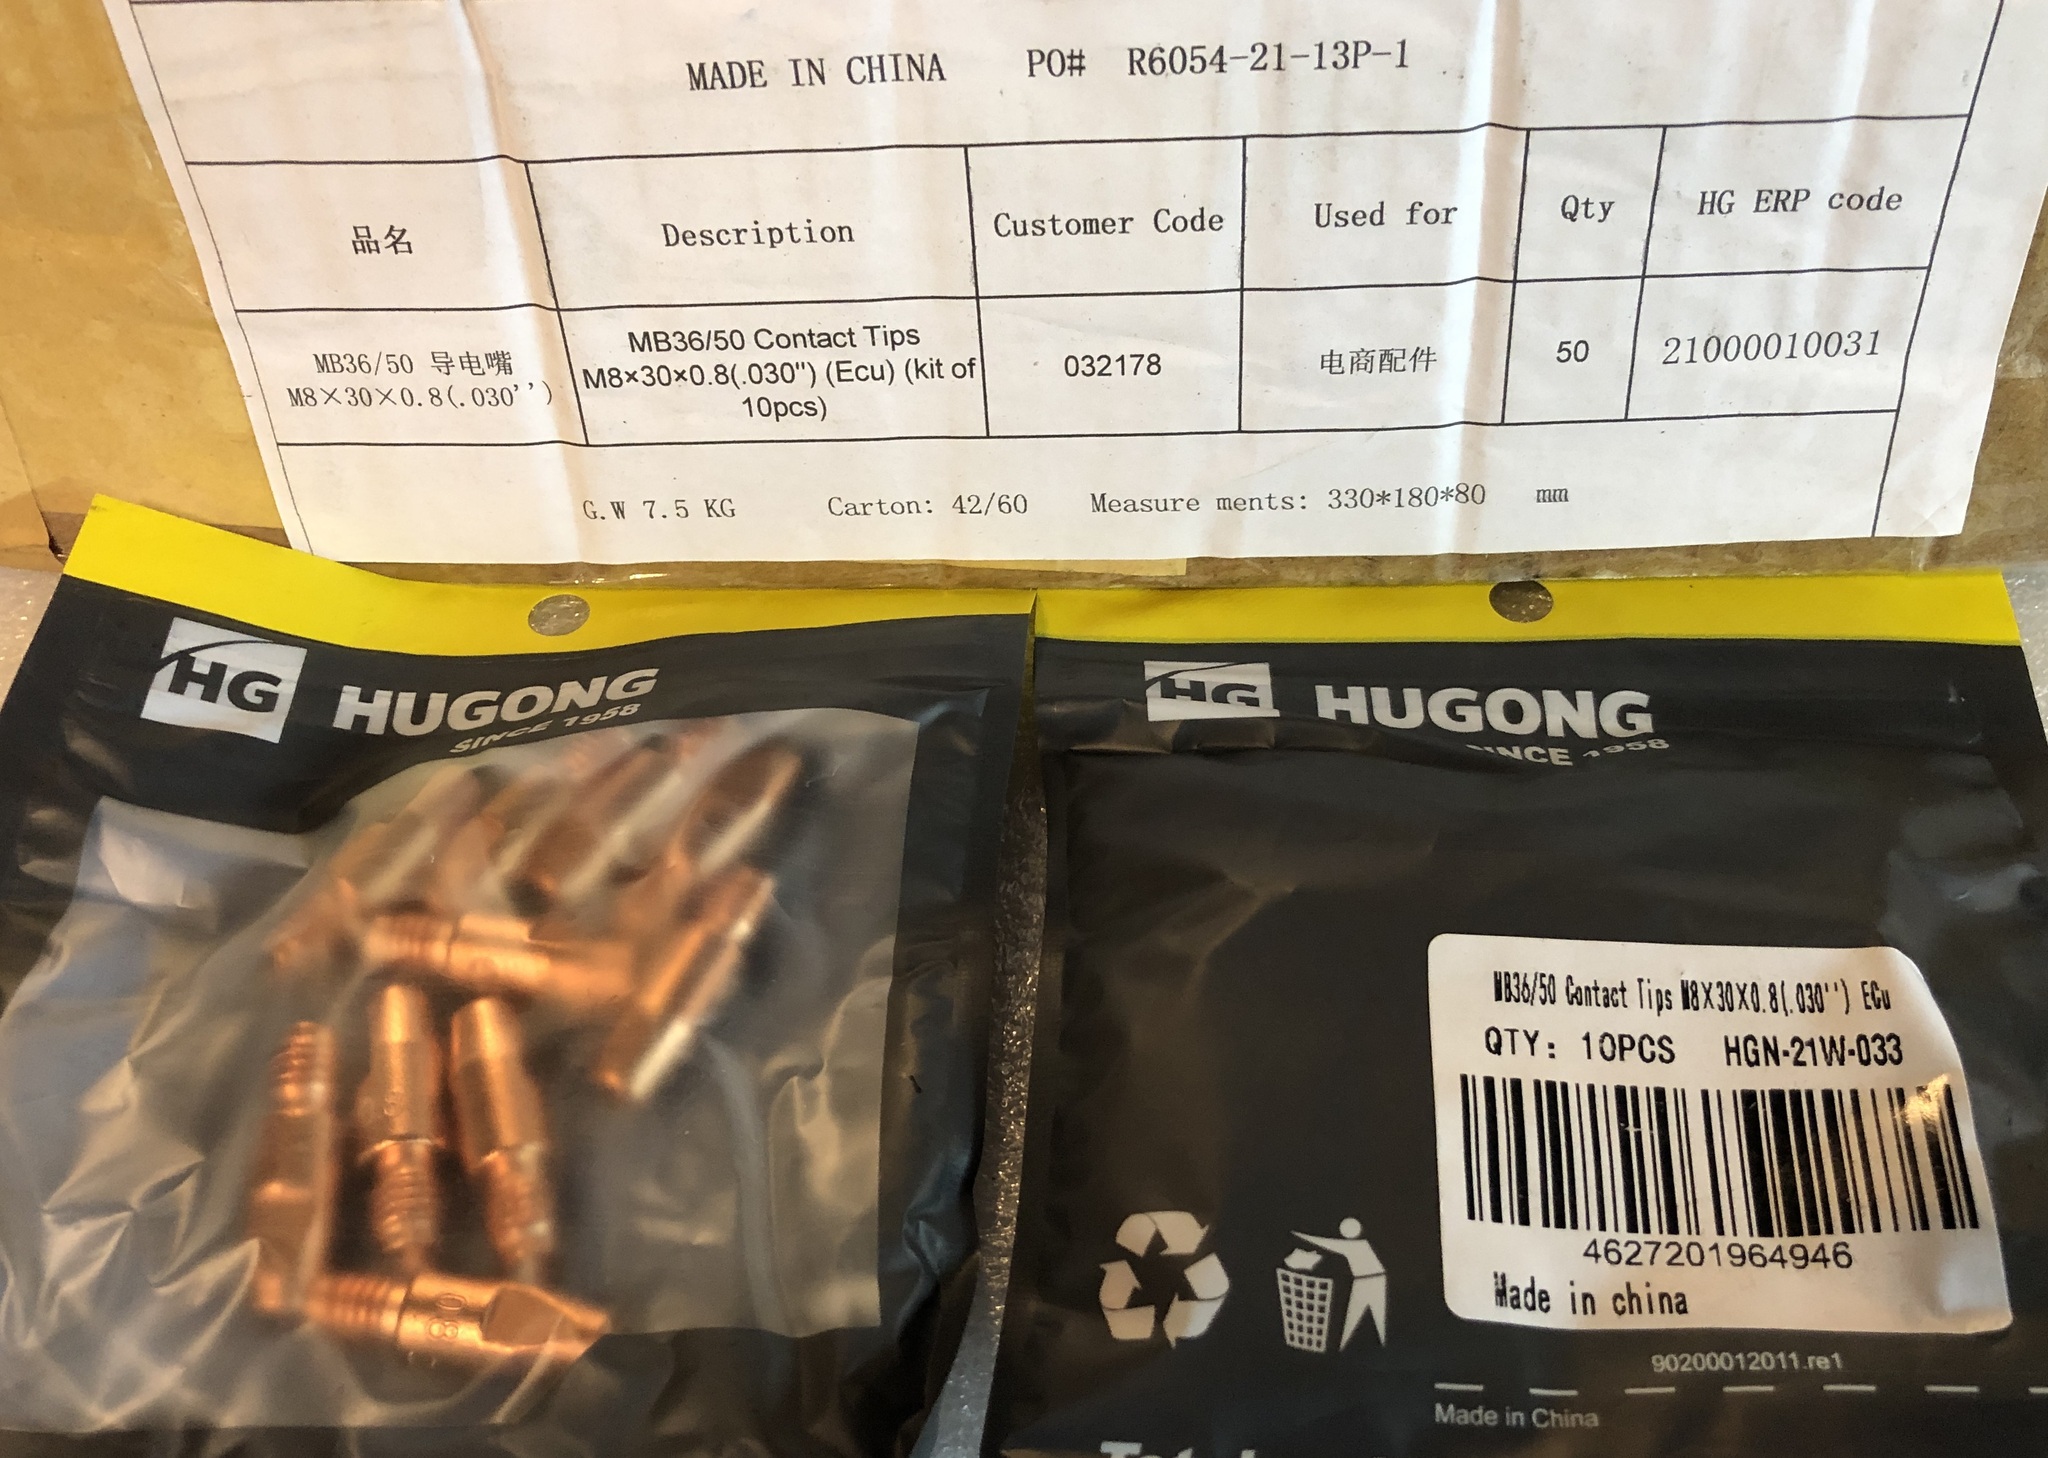 MADE IN CHINA PO# R6054-21-13P-1
品名 Description Customer Code Used for Qty HG ERP code
MB36/50 导电嘴
M8×30×0.8(.030'')
MB36/50 Contact Tips
M8×30×0.8(.030") (Ecu) (kit of
10pcs)
032178
电商配件
50
21000010031
G.W 7.5 KG Carton: 42/60 Measure ments: 330*180*80 mm
HG HUGONG
SINCE 1958
HG HUGONG
SINCE 1958
MB36/50 Contact Tips M8X30X0.8(.030'') ECu
QTY: 10PCS HGN-21W-033
4627201964946
Made in china
90200012011.re1
Made in China